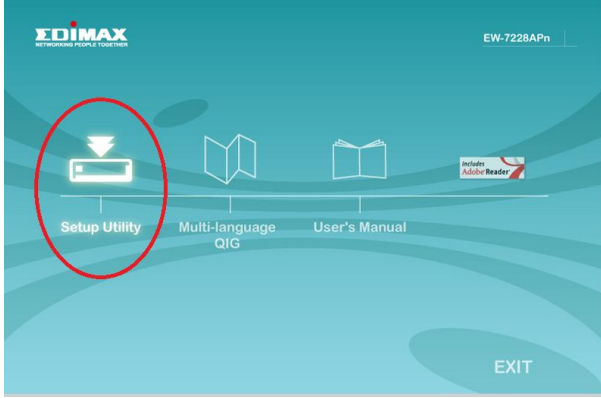 EDIMAX
NETWORKING PEOPLE TOGETHER
EW-7228APn
Includes
Adobe Reader
Setup Utility
Multi-language
QIG
User's Manual
EXIT